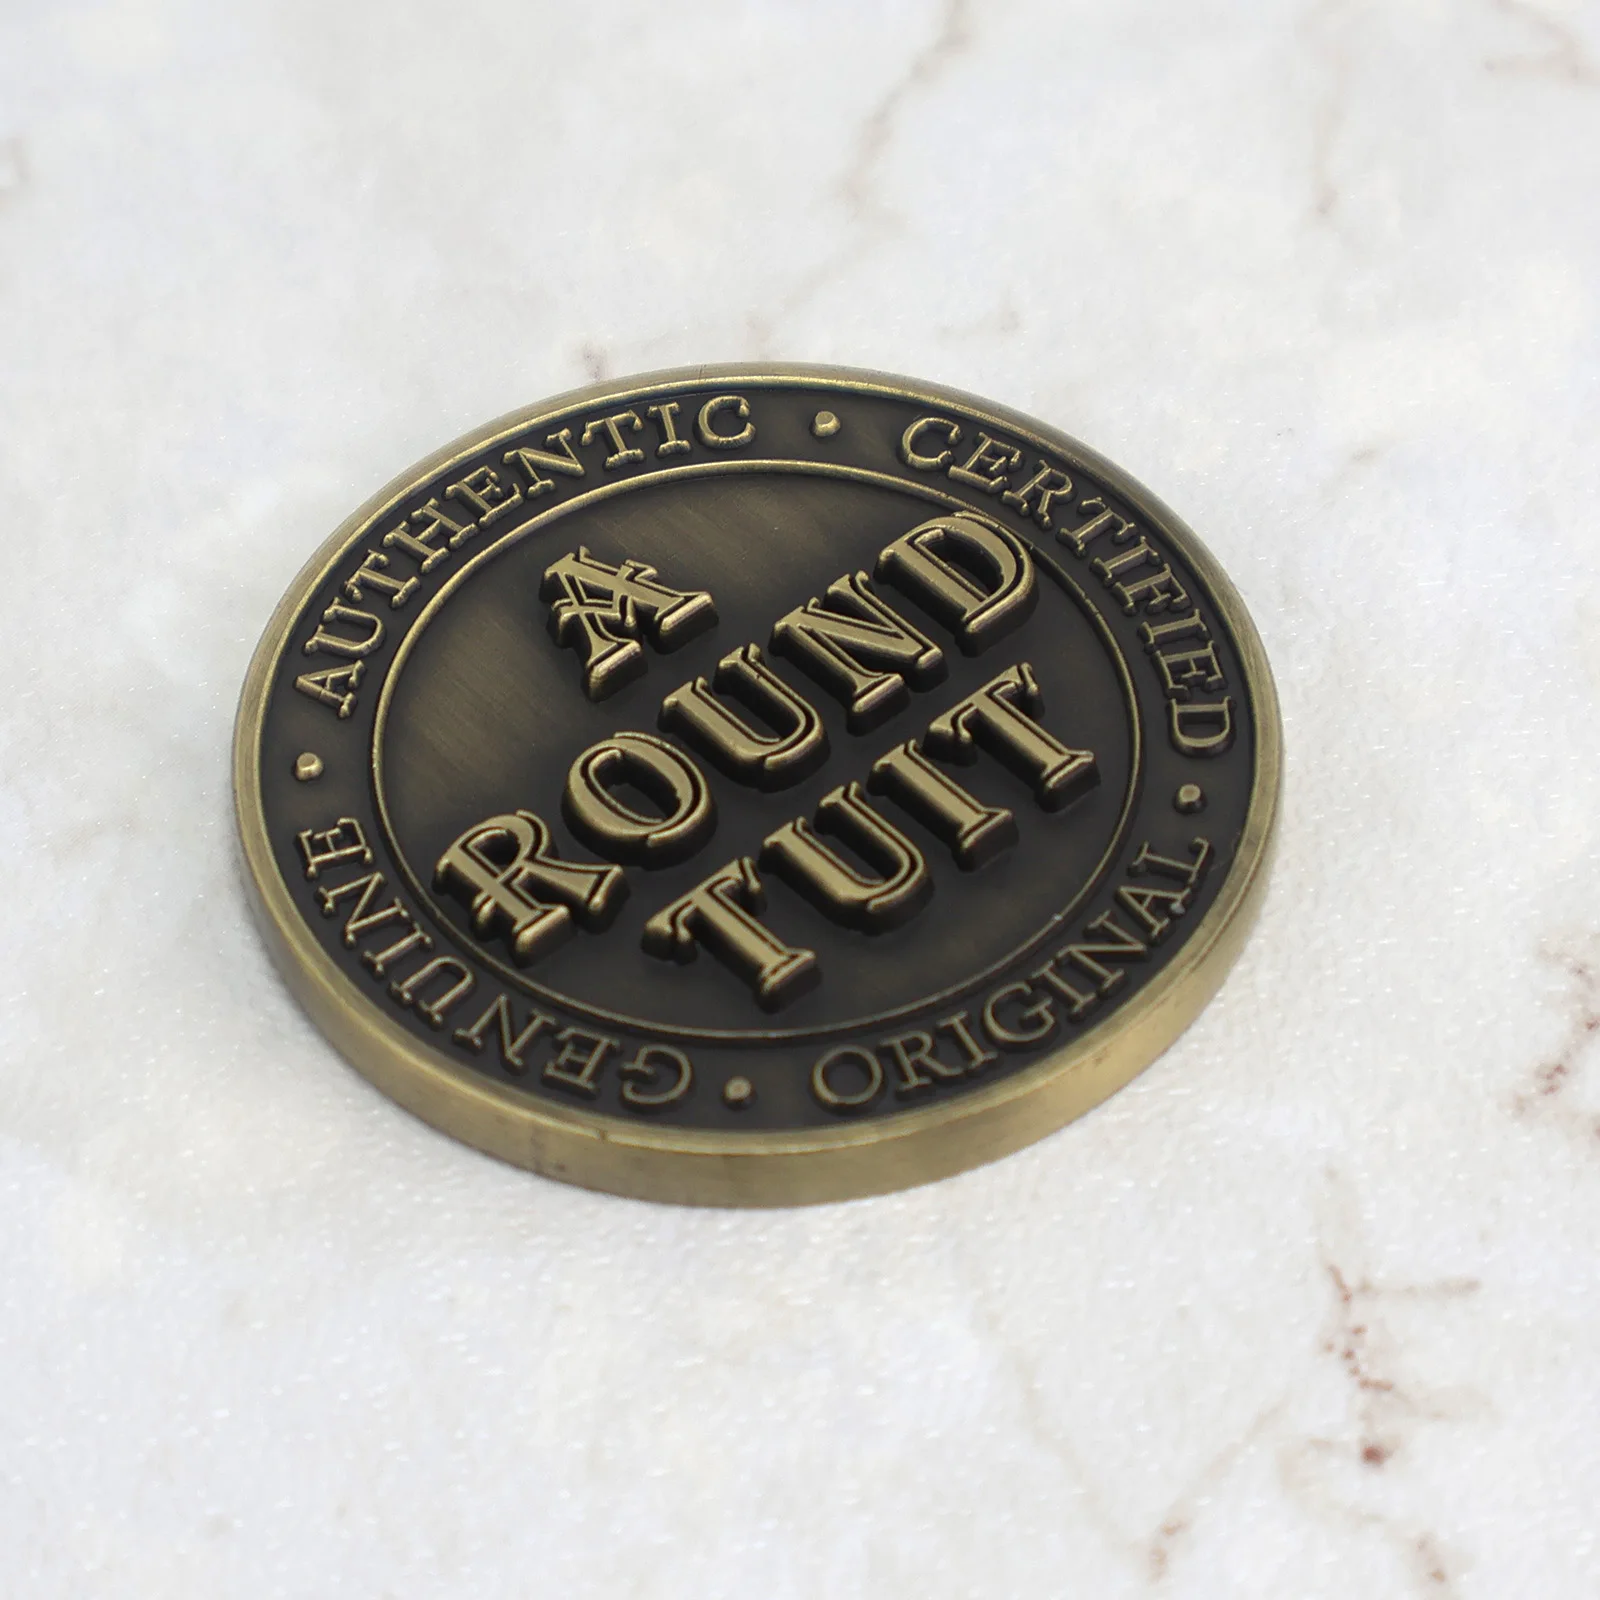 A
ROUND
TUIT
AUTHENTIC • CERTIFIED • ORIGINAL • GENUINE •